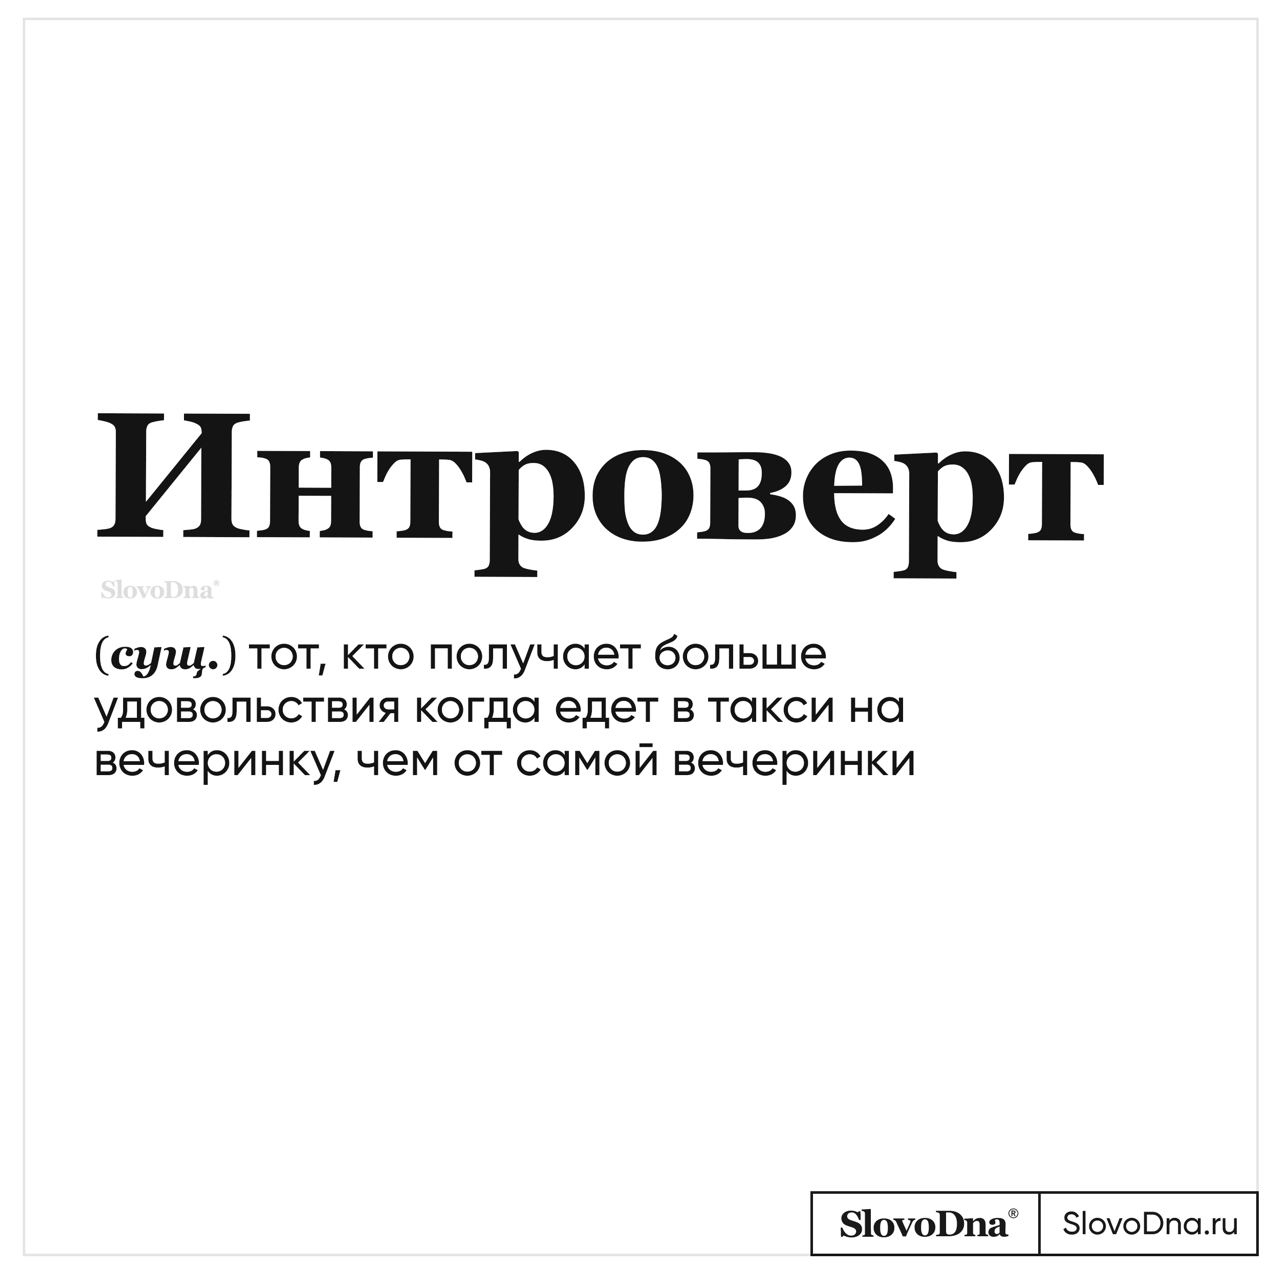 Интроверт
SlovoDna®
(сущ.) тот, кто получает больше
удовольствия когда едет в такси на
вечеринку, чем от самой вечеринки
SlovoDna® SlovoDna.ru